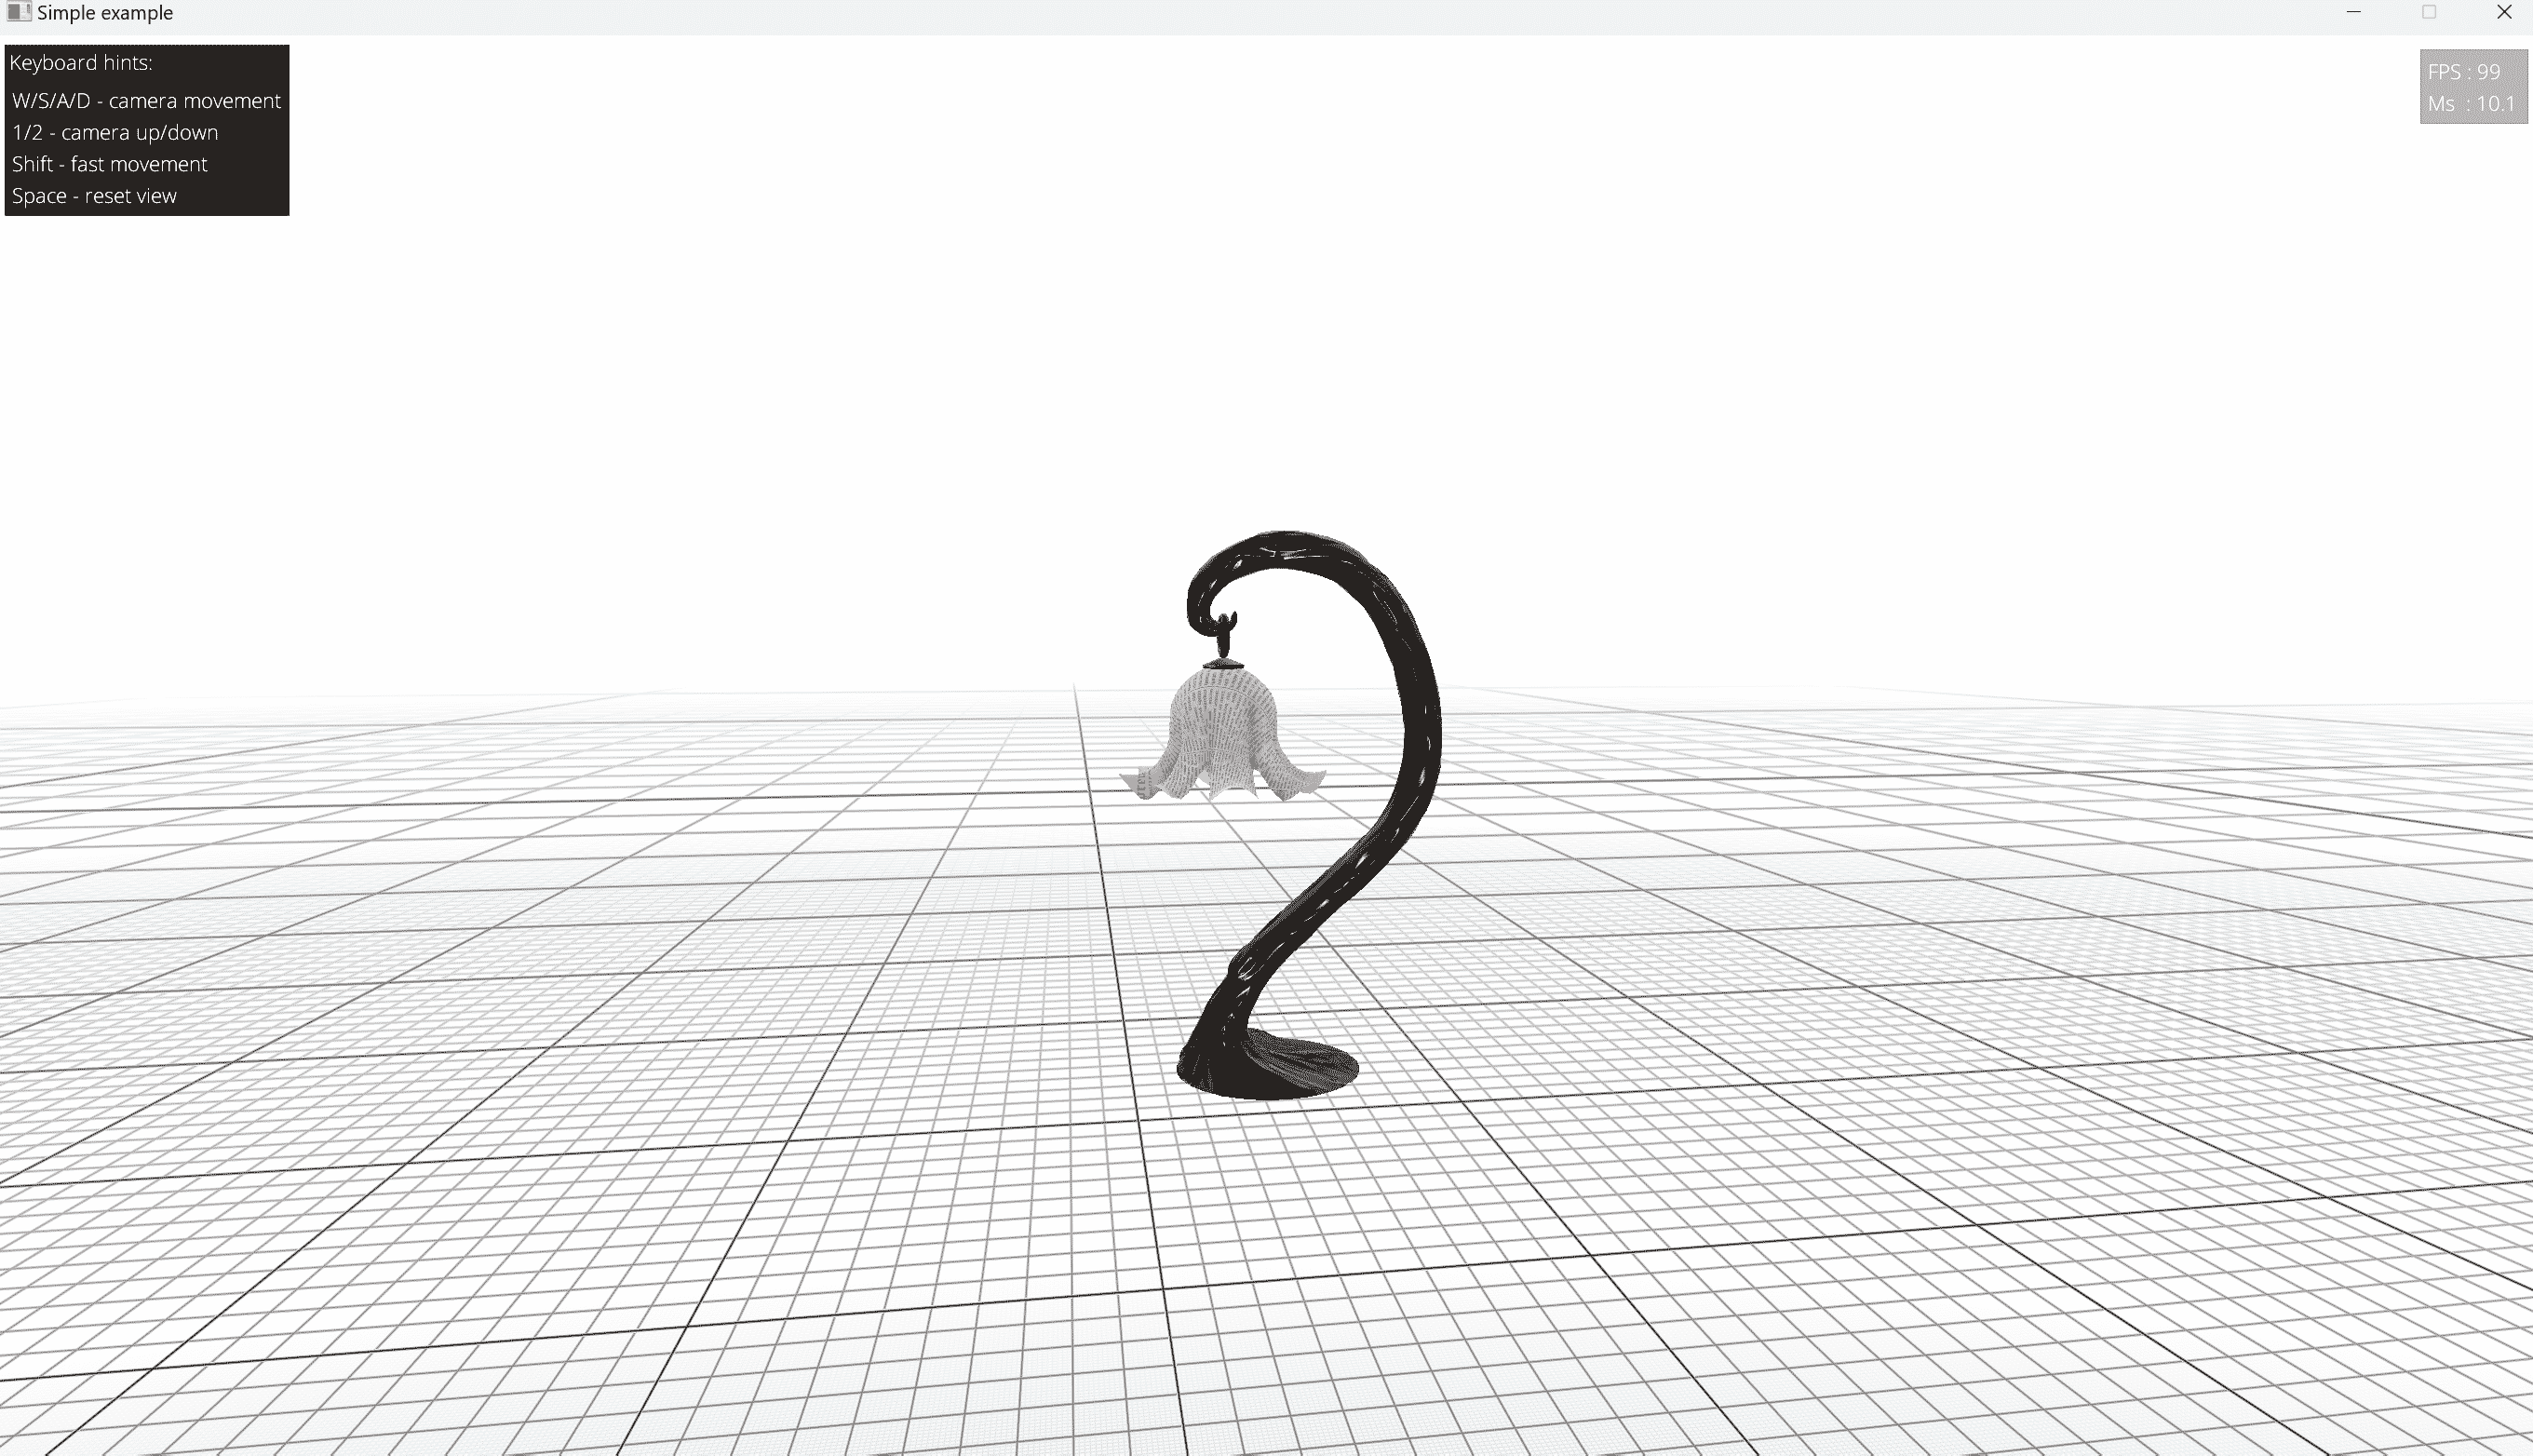 Simple example
Keyboard hints:
W/S/A/D - camera movement
1/2 - camera up/down
Shift - fast movement
Space - reset view
FPS : 99
Ms : 10.1